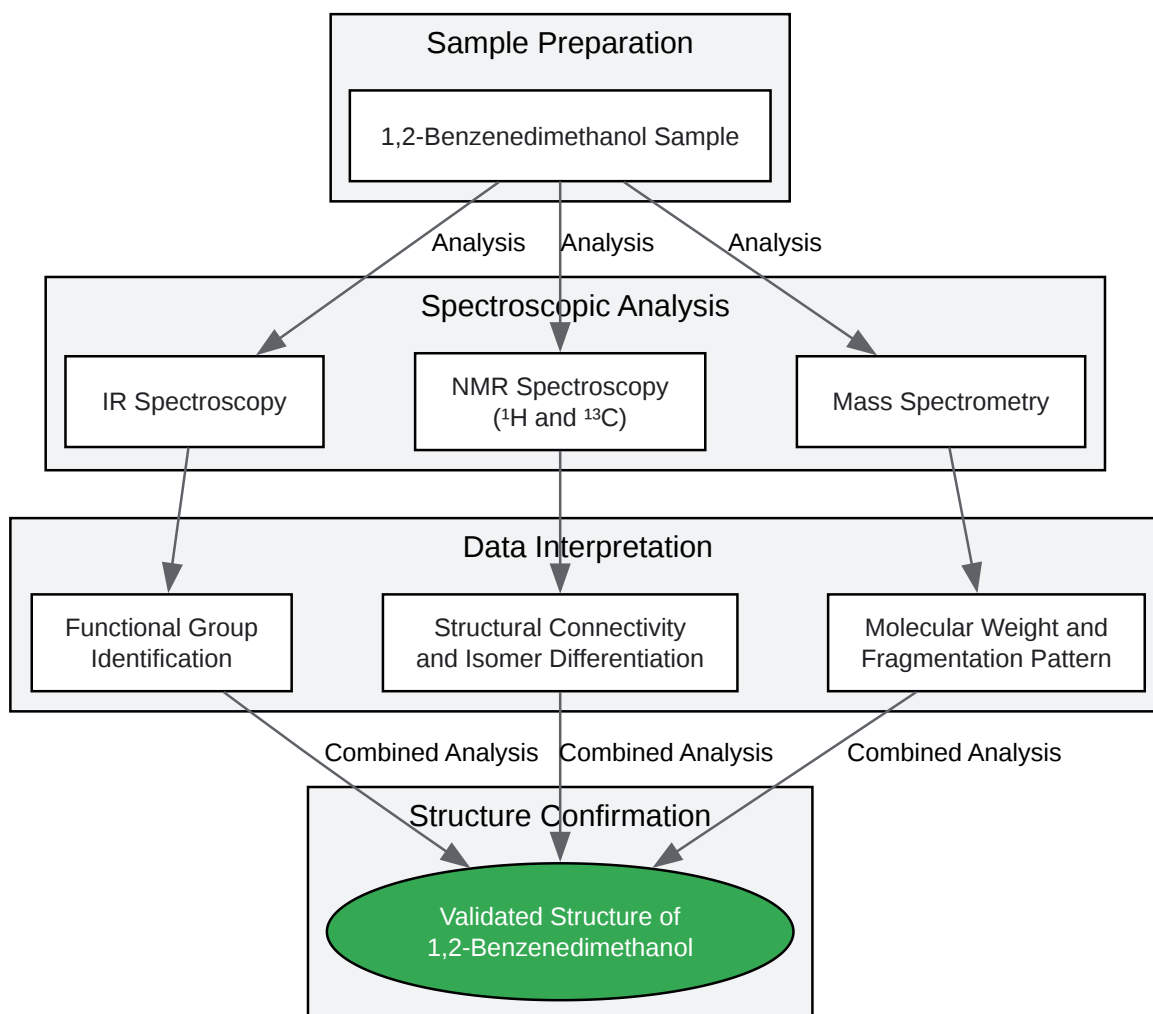 Sample Preparation
1,2-Benzenedimethanol Sample
Analysis
Analysis
Analysis
Spectroscopic Analysis
IR Spectroscopy
NMR Spectroscopy
(¹H and ¹³C)
Mass Spectrometry
Data Interpretation
Functional Group
Identification
Structural Connectivity
and Isomer Differentiation
Molecular Weight and
Fragmentation Pattern
Combined Analysis
Combined Analysis
Combined Analysis
Structure Confirmation
Validated Structure of
1,2-Benzenedimethanol